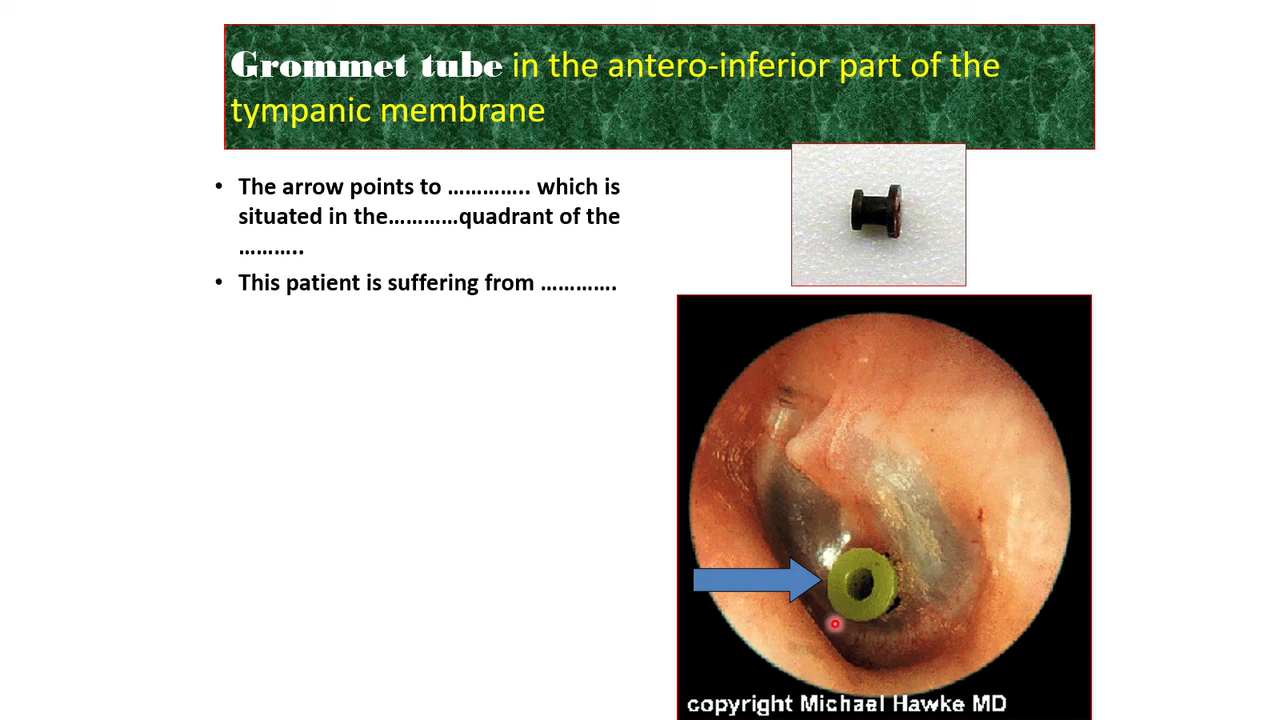 Grommet tube in the antero-inferior part of the
tympanic membrane
• The arrow points to ………….. which is
situated in the…………quadrant of the
………..
• This patient is suffering from ………….
copyright Michael Hawke MD